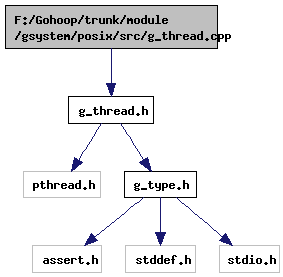 F:/Gohoop/trunk/module
/gsystem/posix/src/g_thread.cpp
g_thread.h
pthread.h
g_type.h
assert.h
stddef.h
stdio.h